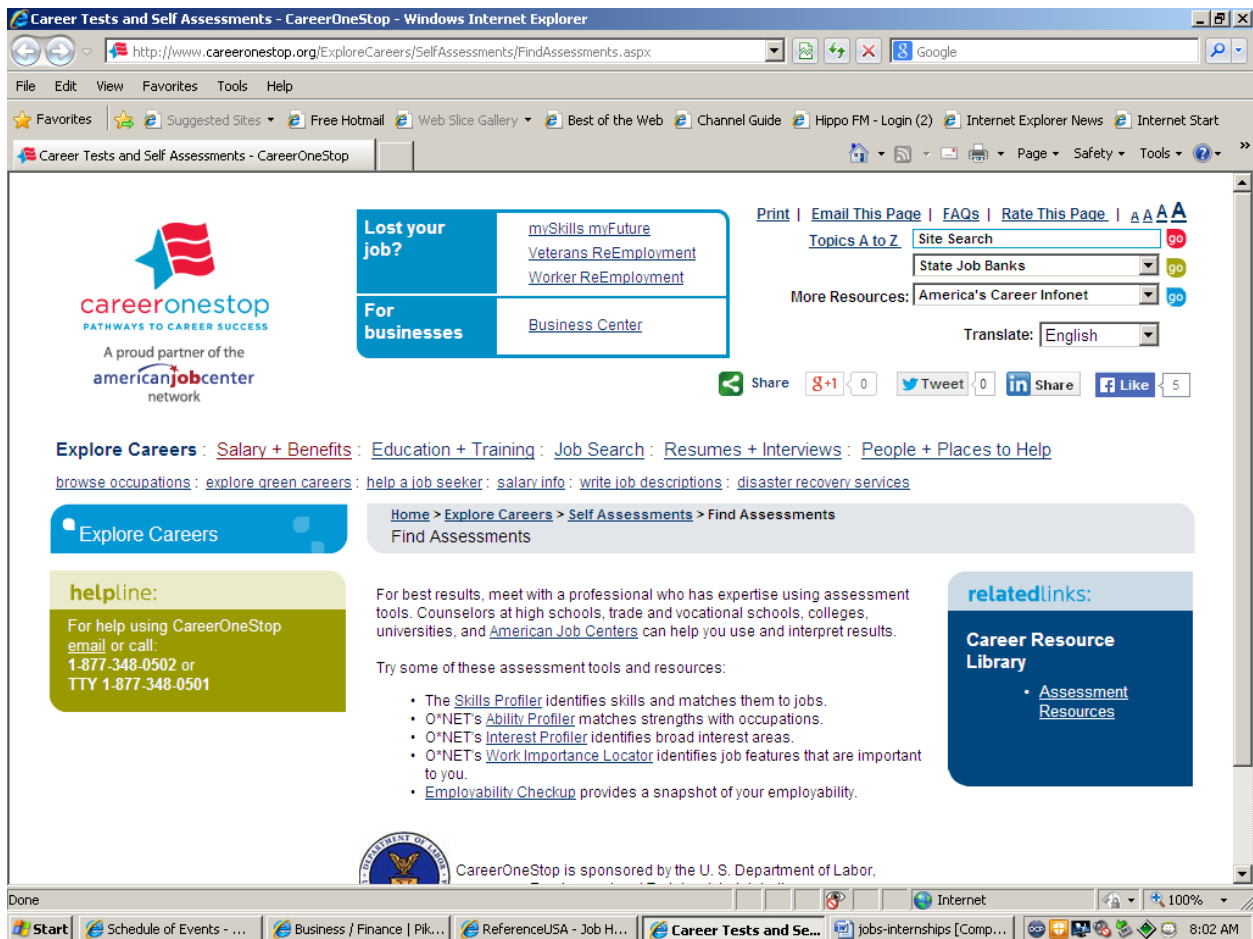 Career Tests and Self Assessments - CareerOneStop - Windows Internet Explorer
http://www.careeronestop.org/ExploreCareers/SelfAssessments/FindAssessments.aspx
Google
File Edit View Favorites Tools Help
Favorites Suggested Sites Free Hotmail Web Slice Gallery Best of the Web Channel Guide Hippo FM - Login (2) Internet Explorer News Internet Start
Career Tests and Self Assessments - CareerOneStop
Page Safety Tools
Print | Email This Page | FAQs | Rate This Page | A A A A
Lost your job?
mySkills myFuture
Veterans ReEmployment
Worker ReEmployment
For businesses
Business Center
Topics A to Z Site Search go
State Job Banks go
More Resources: America's Career Infonet go
Translate: English
careeronestop
PATHWAYS TO CAREER SUCCESS
A proud partner of the
americanjobcenter
network
Share g+1 0 Tweet 0 in Share f Like 5
Explore Careers : Salary + Benefits : Education + Training : Job Search : Resumes + Interviews : People + Places to Help
browse occupations : explore green careers : help a job seeker : salary info : write job descriptions : disaster recovery services
Explore Careers
Home > Explore Careers > Self Assessments > Find Assessments
Find Assessments
helpline:
For help using CareerOneStop
email or call:
1-877-348-0502 or
TTY 1-877-348-0501
For best results, meet with a professional who has expertise using assessment
tools. Counselors at high schools, trade and vocational schools, colleges,
universities, and American Job Centers can help you use and interpret results.
Try some of these assessment tools and resources:
• The Skills Profiler identifies skills and matches them to jobs.
• O*NET's Ability Profiler matches strengths with occupations.
• O*NET's Interest Profiler identifies broad interest areas.
• O*NET's Work Importance Locator identifies job features that are important
to you.
• Employability Checkup provides a snapshot of your employability.
relatedlinks:
Career Resource
Library
• Assessment
Resources
DEPARTMENT OF LABOR
CareerOneStop is sponsored by the U. S. Department of Labor,
Done Internet 100%
Start Schedule of Events - ... Business / Finance | Pik... ReferenceUSA - Job H... Career Tests and Se... jobs-internships [Comp... 8:02 AM